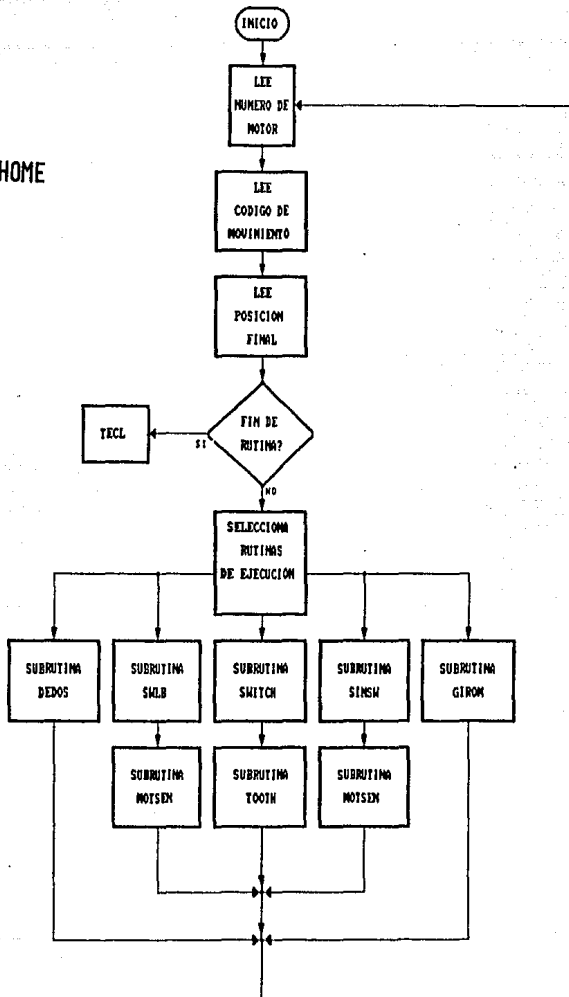 INICIO
LEE
NUMERO DE
MOTOR
HOME
LEE
CODIGO DE
MOVIMIENTO
LEE
POSICION
FINAL
FIN DE
RUTINA?
TECL
SI
NO
SELECCIONA
RUTINAS
DE EJECUCIÓN
SUBRUTINA
DEDOS
SUBRUTINA
SWLB
SUBRUTINA
SWITCH
SUBRUTINA
SINSW
SUBRUTINA
GIROM
SUBRUTINA
MOTSEN
SUBRUTINA
TOOTH
SUBRUTINA
MOTSEN